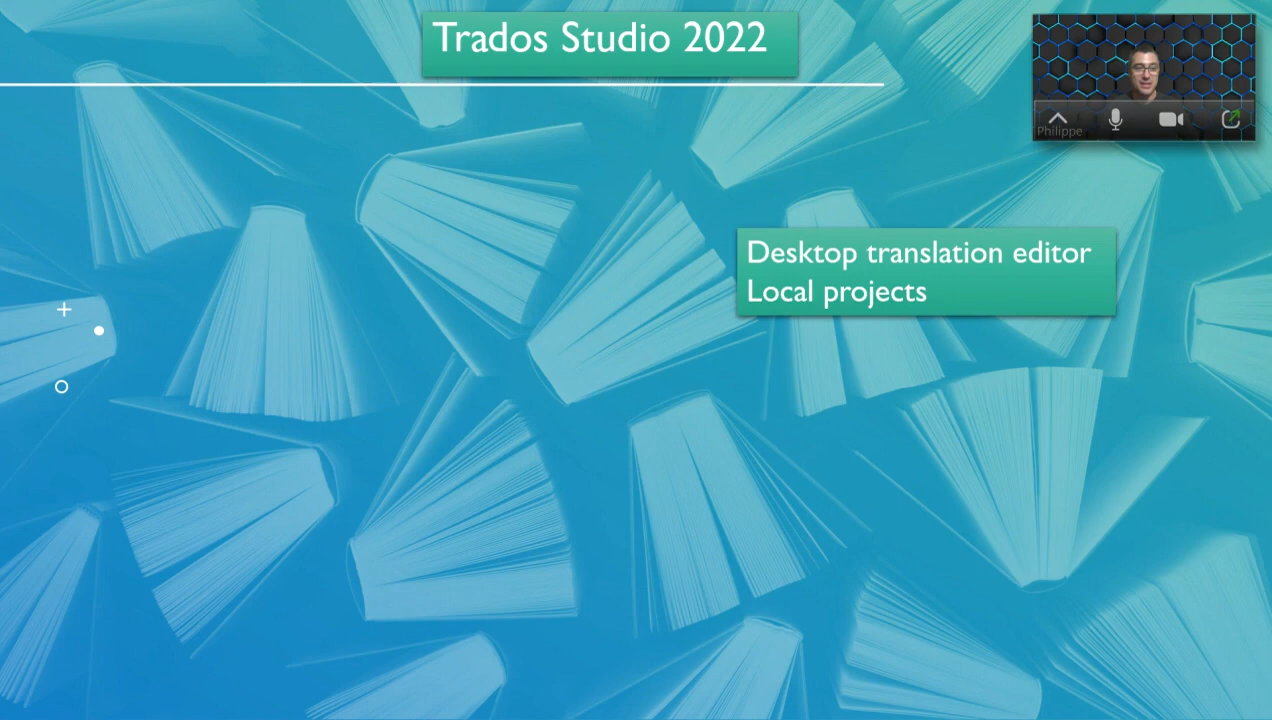 Trados Studio 2022
Philippe
Desktop translation editor
Local projects